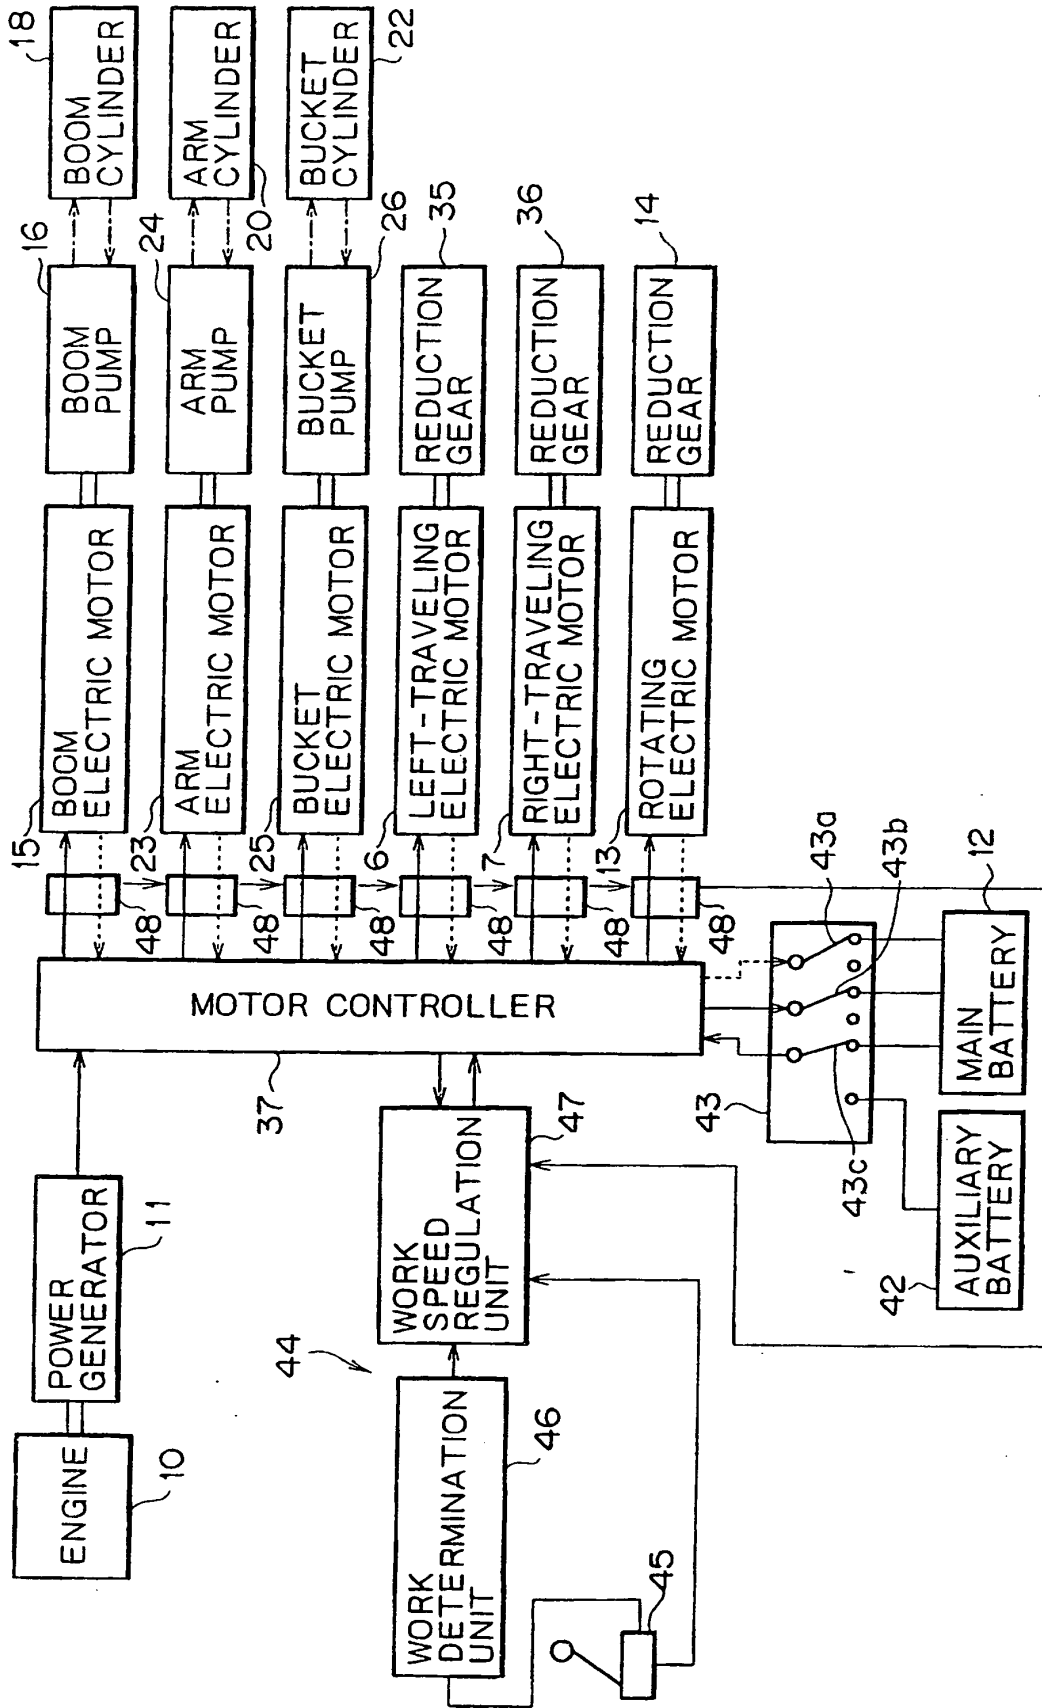 ENGINE
10
POWER
GENERATOR
11
MOTOR CONTROLLER
37
15
BOOM
ELECTRIC MOTOR
16
BOOM
PUMP
18
BOOM
CYLINDER
48
23
ARM
ELECTRIC MOTOR
24
ARM
PUMP
20
ARM
CYLINDER
48
25
BUCKET
ELECTRIC MOTOR
26
BUCKET
PUMP
22
BUCKET
CYLINDER
48
6
LEFT-TRAVELING
ELECTRIC MOTOR
35
REDUCTION
GEAR
48
7
RIGHT-TRAVELING
ELECTRIC MOTOR
36
REDUCTION
GEAR
48
13
ROTATING
ELECTRIC MOTOR
14
REDUCTION
GEAR
48
44
WORK
DETERMINATION
UNIT
46
WORK
SPEED
REGULATION
UNIT
47
45
43
43a
43b
43c
42
AUXILIARY
BATTERY
12
MAIN
BATTERY